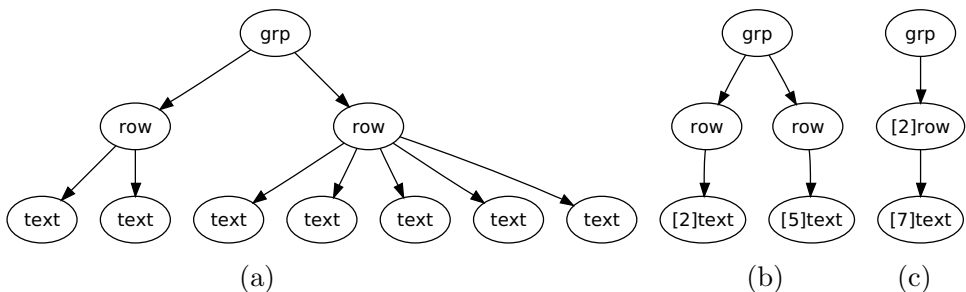 grp grp grp
row row row row [2]row
text text text text text text text [2]text [5]text [7]text
(a) (b) (c)